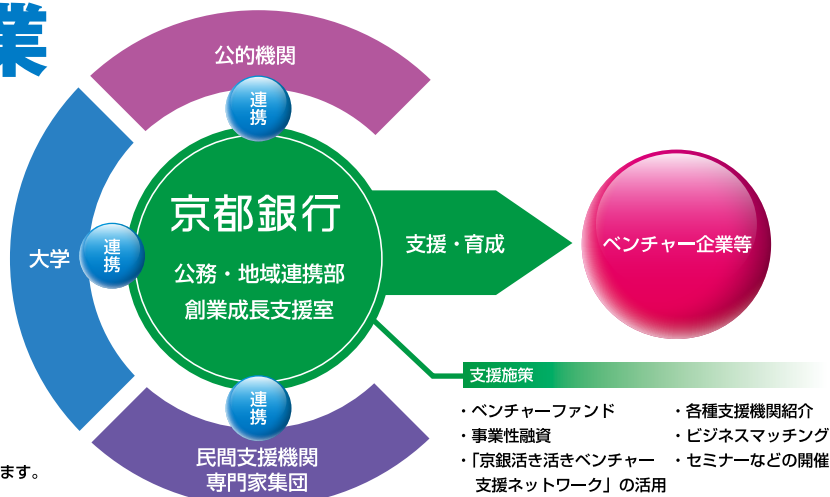 業
公的機関
連携
京都銀行
公務・地域連携部
創業成長支援室
大学
連携
連携
民間支援機関
専門家集団
支援・育成
ベンチャー企業等
支援施策
・ベンチャーファンド
・事業性融資
・「京銀活き活きベンチャー
支援ネットワーク」の活用
・各種支援機関紹介
・ビジネスマッチング
・セミナーなどの開催
ます。